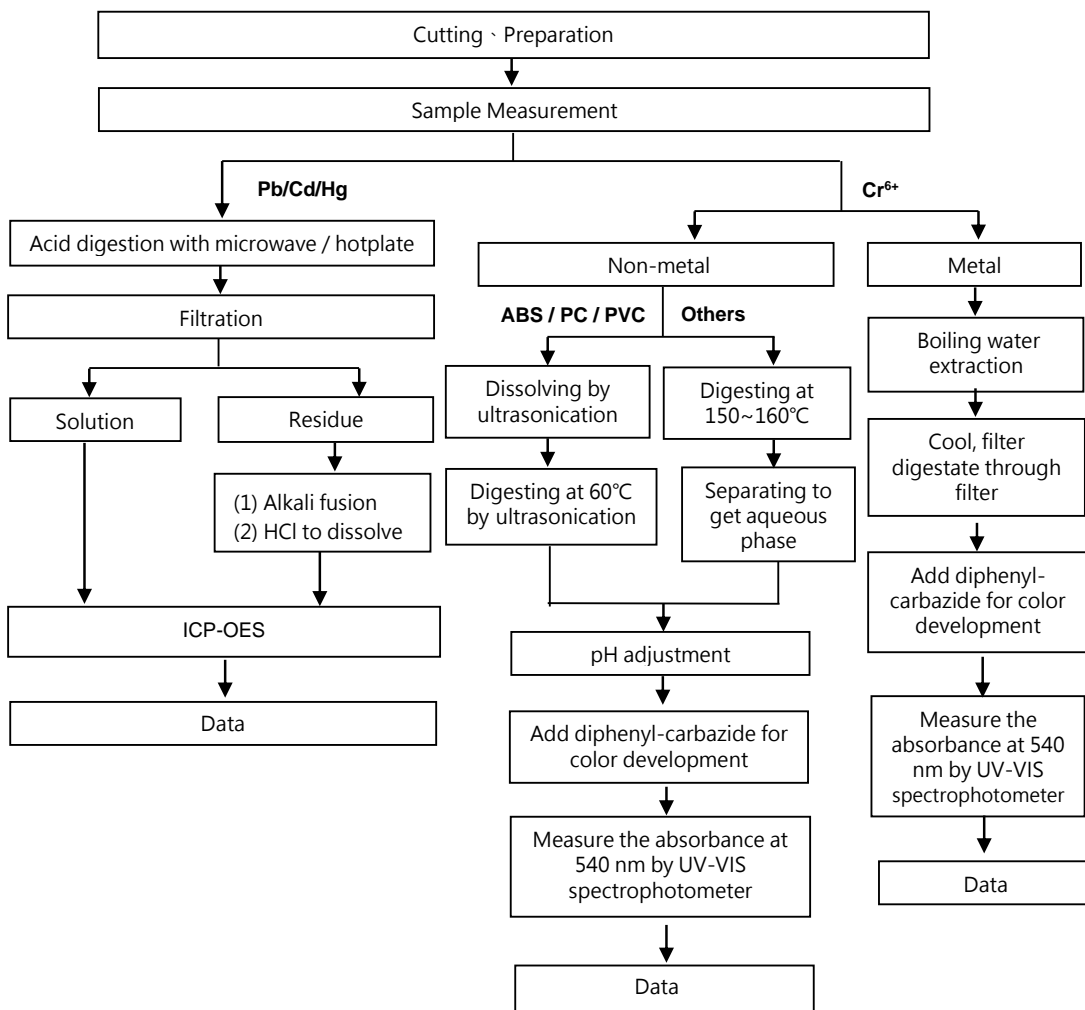 Cutting、Preparation
Sample Measurement
Pb/Cd/Hg
Cr⁶⁺
Acid digestion with microwave / hotplate
Non-metal
Metal
Filtration
ABS / PC / PVC
Others
Boiling water
extraction
Solution
Residue
Dissolving by
ultrasonication
Digesting at
150~160℃
Cool, filter
digestate through
filter
(1) Alkali fusion
(2) HCl to dissolve
Digesting at 60℃
by ultrasonication
Separating to
get aqueous
phase
Add diphenyl-
carbazide for color
development
ICP-OES
pH adjustment
Data
Add diphenyl-carbazide for
color development
Measure the
absorbance at 540
nm by UV-VIS
spectrophotometer
Measure the absorbance at
540 nm by UV-VIS
spectrophotometer
Data
Data